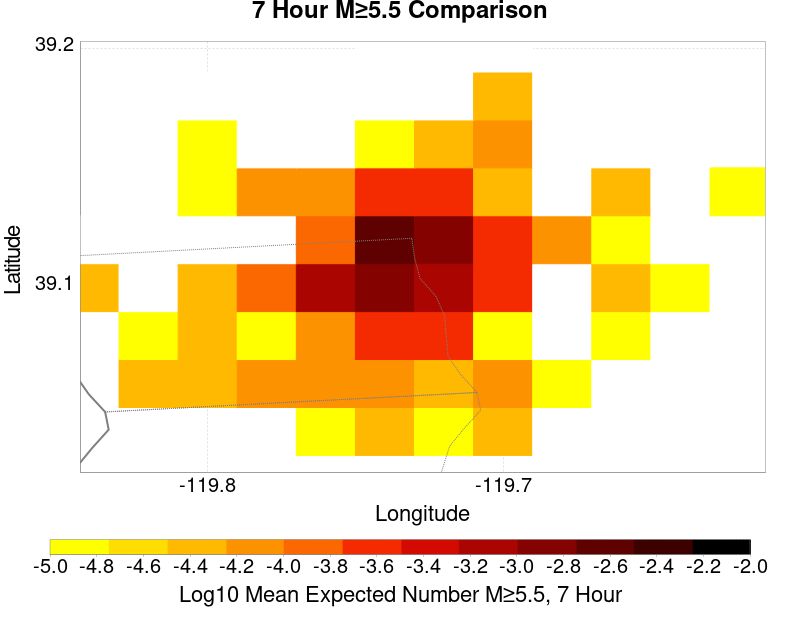 7 Hour M≥5.5 Comparison
39.2
39.1
Latitude
-119.8 -119.7
Longitude
-5.0 -4.8 -4.6 -4.4 -4.2 -4.0 -3.8 -3.6 -3.4 -3.2 -3.0 -2.8 -2.6 -2.4 -2.2 -2.0
Log10 Mean Expected Number M≥5.5, 7 Hour